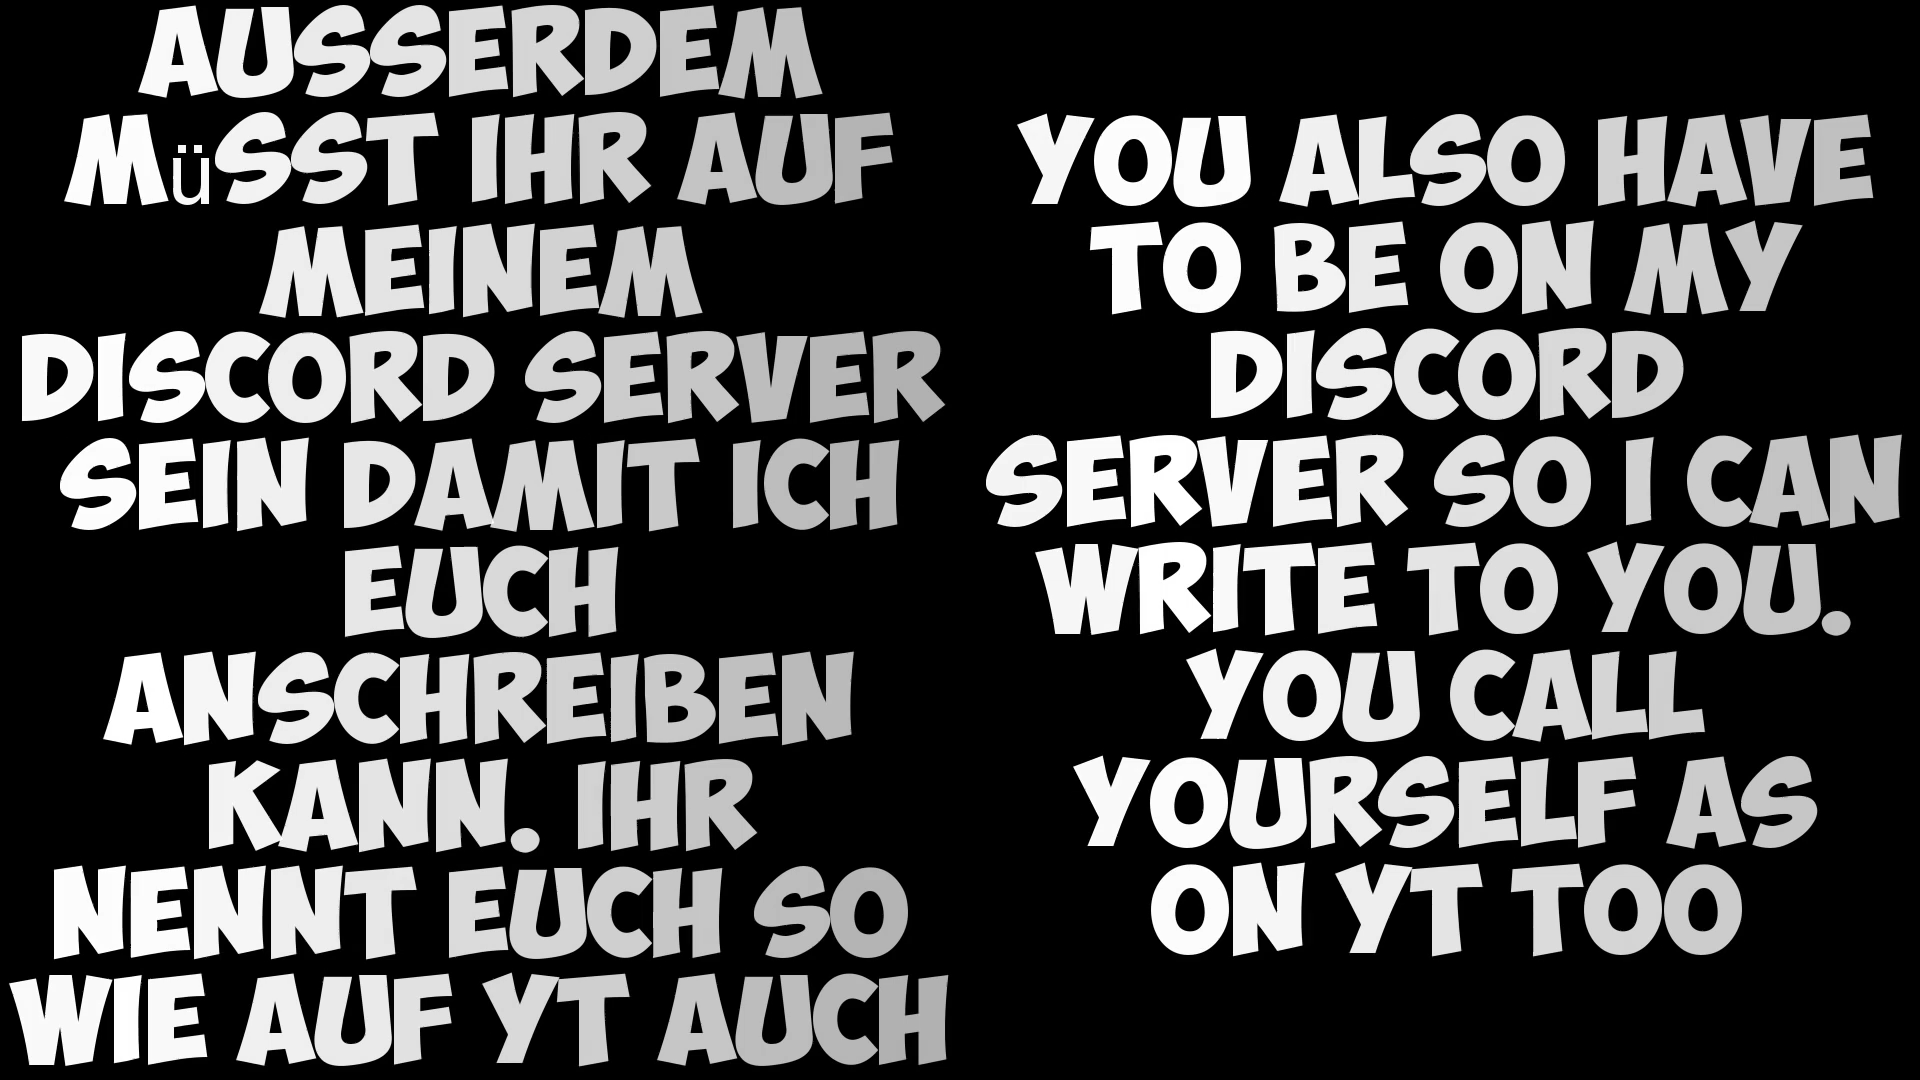 AUSSERDEM
MüSST IHR AUF
MEINEM
DISCORD SERVER
SEIN DAMIT ICH
EUCH
ANSCHREIBEN
KANN. IHR
NENNT EUCH SO
WIE AUF YT AUCH
YOU ALSO HAVE
TO BE ON MY
DISCORD
SERVER SO I CAN
WRITE TO YOU.
YOU CALL
YOURSELF AS
ON YT TOO